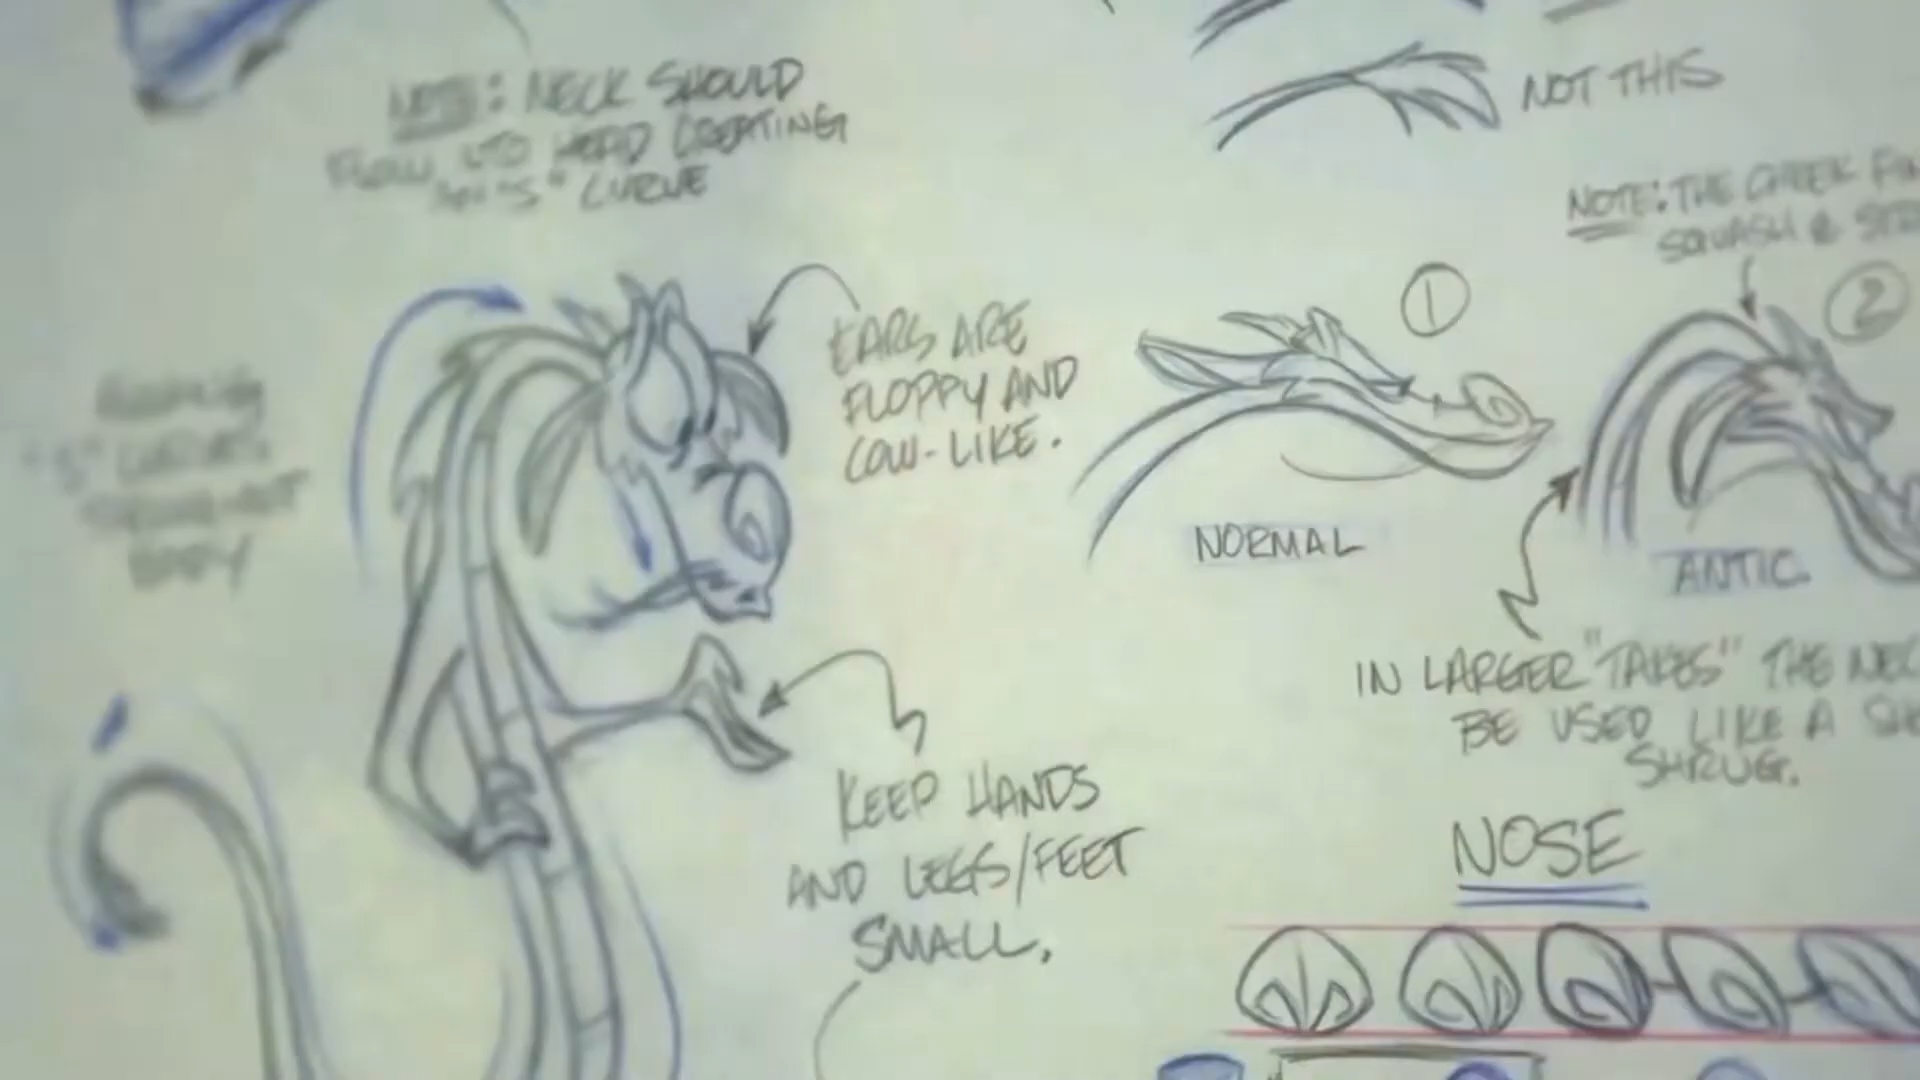 NOTE: NECK SHOULD
FLOW INTO HEAD CREATING
AN "S" CURVE
NOT THIS
NOTE: THE CHEEK
SQUASH &
EARS ARE
FLOPPY AND
COW-LIKE.
1
2
"S"
BODY
NORMAL
ANTIC
IN LARGER "TAKES" THE
BE USED LIKE A
SHRUG.
KEEP HANDS
AND LEGS/FEET
SMALL.
NOSE